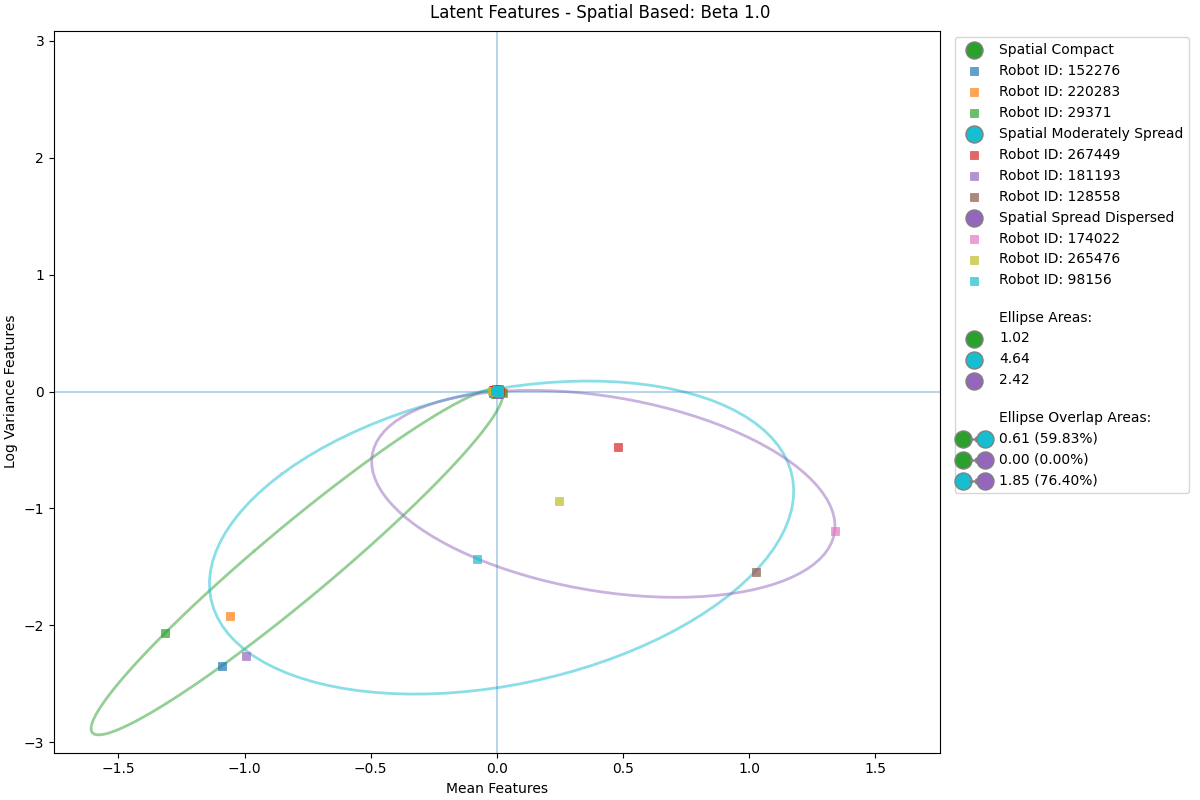 Latent Features - Spatial Based: Beta 1.0
3
2
1
0
−1
−2
−3
Log Variance Features
−1.5
−1.0
−0.5
0.0
0.5
1.0
1.5
Mean Features
Spatial Compact
Robot ID: 152276
Robot ID: 220283
Robot ID: 29371
Spatial Moderately Spread
Robot ID: 267449
Robot ID: 181193
Robot ID: 128558
Spatial Spread Dispersed
Robot ID: 174022
Robot ID: 265476
Robot ID: 98156
Ellipse Areas:
1.02
4.64
2.42
Ellipse Overlap Areas:
0.61 (59.83%)
0.00 (0.00%)
1.85 (76.40%)